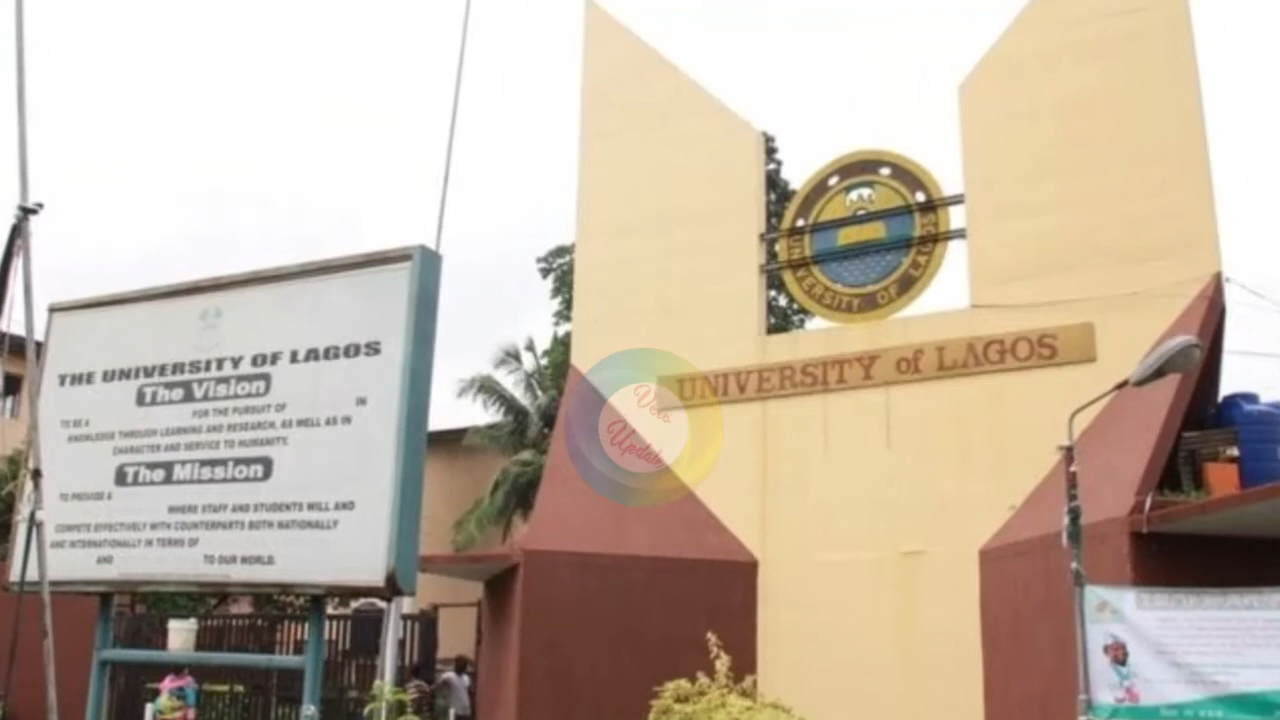 THE UNIVERSITY OF LAGOS
The Vision
TO BE A FOR THE PURSUIT OF IN
KNOWLEDGE THROUGH LEARNING AND RESEARCH, AS WELL AS IN
CHARACTER AND SERVICE TO HUMANITY.
The Mission
TO PROVIDE A
WHERE STAFF AND STUDENTS WILL AND
COMPETE EFFECTIVELY WITH COUNTERPARTS BOTH NATIONALLY
AND INTERNATIONALLY IN TERMS OF
AND TO OUR WORLD.
UNIVERSITY OF LAGOS
UNIVERSITY of LAGOS
Update